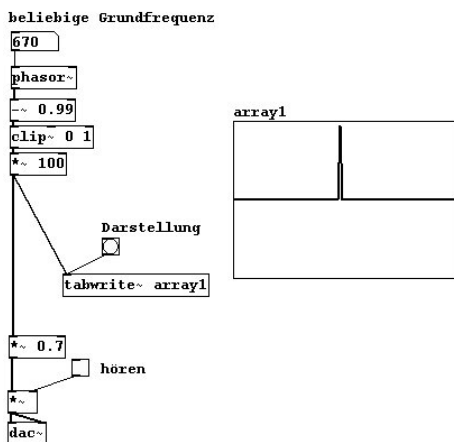 beliebige Grundfrequenz
670
phasor~
-~ 0.99
clip~ 0 1
*~ 100
array1
Darstellung
tabwrite~ array1
*~ 0.7
hören
*~
dac~